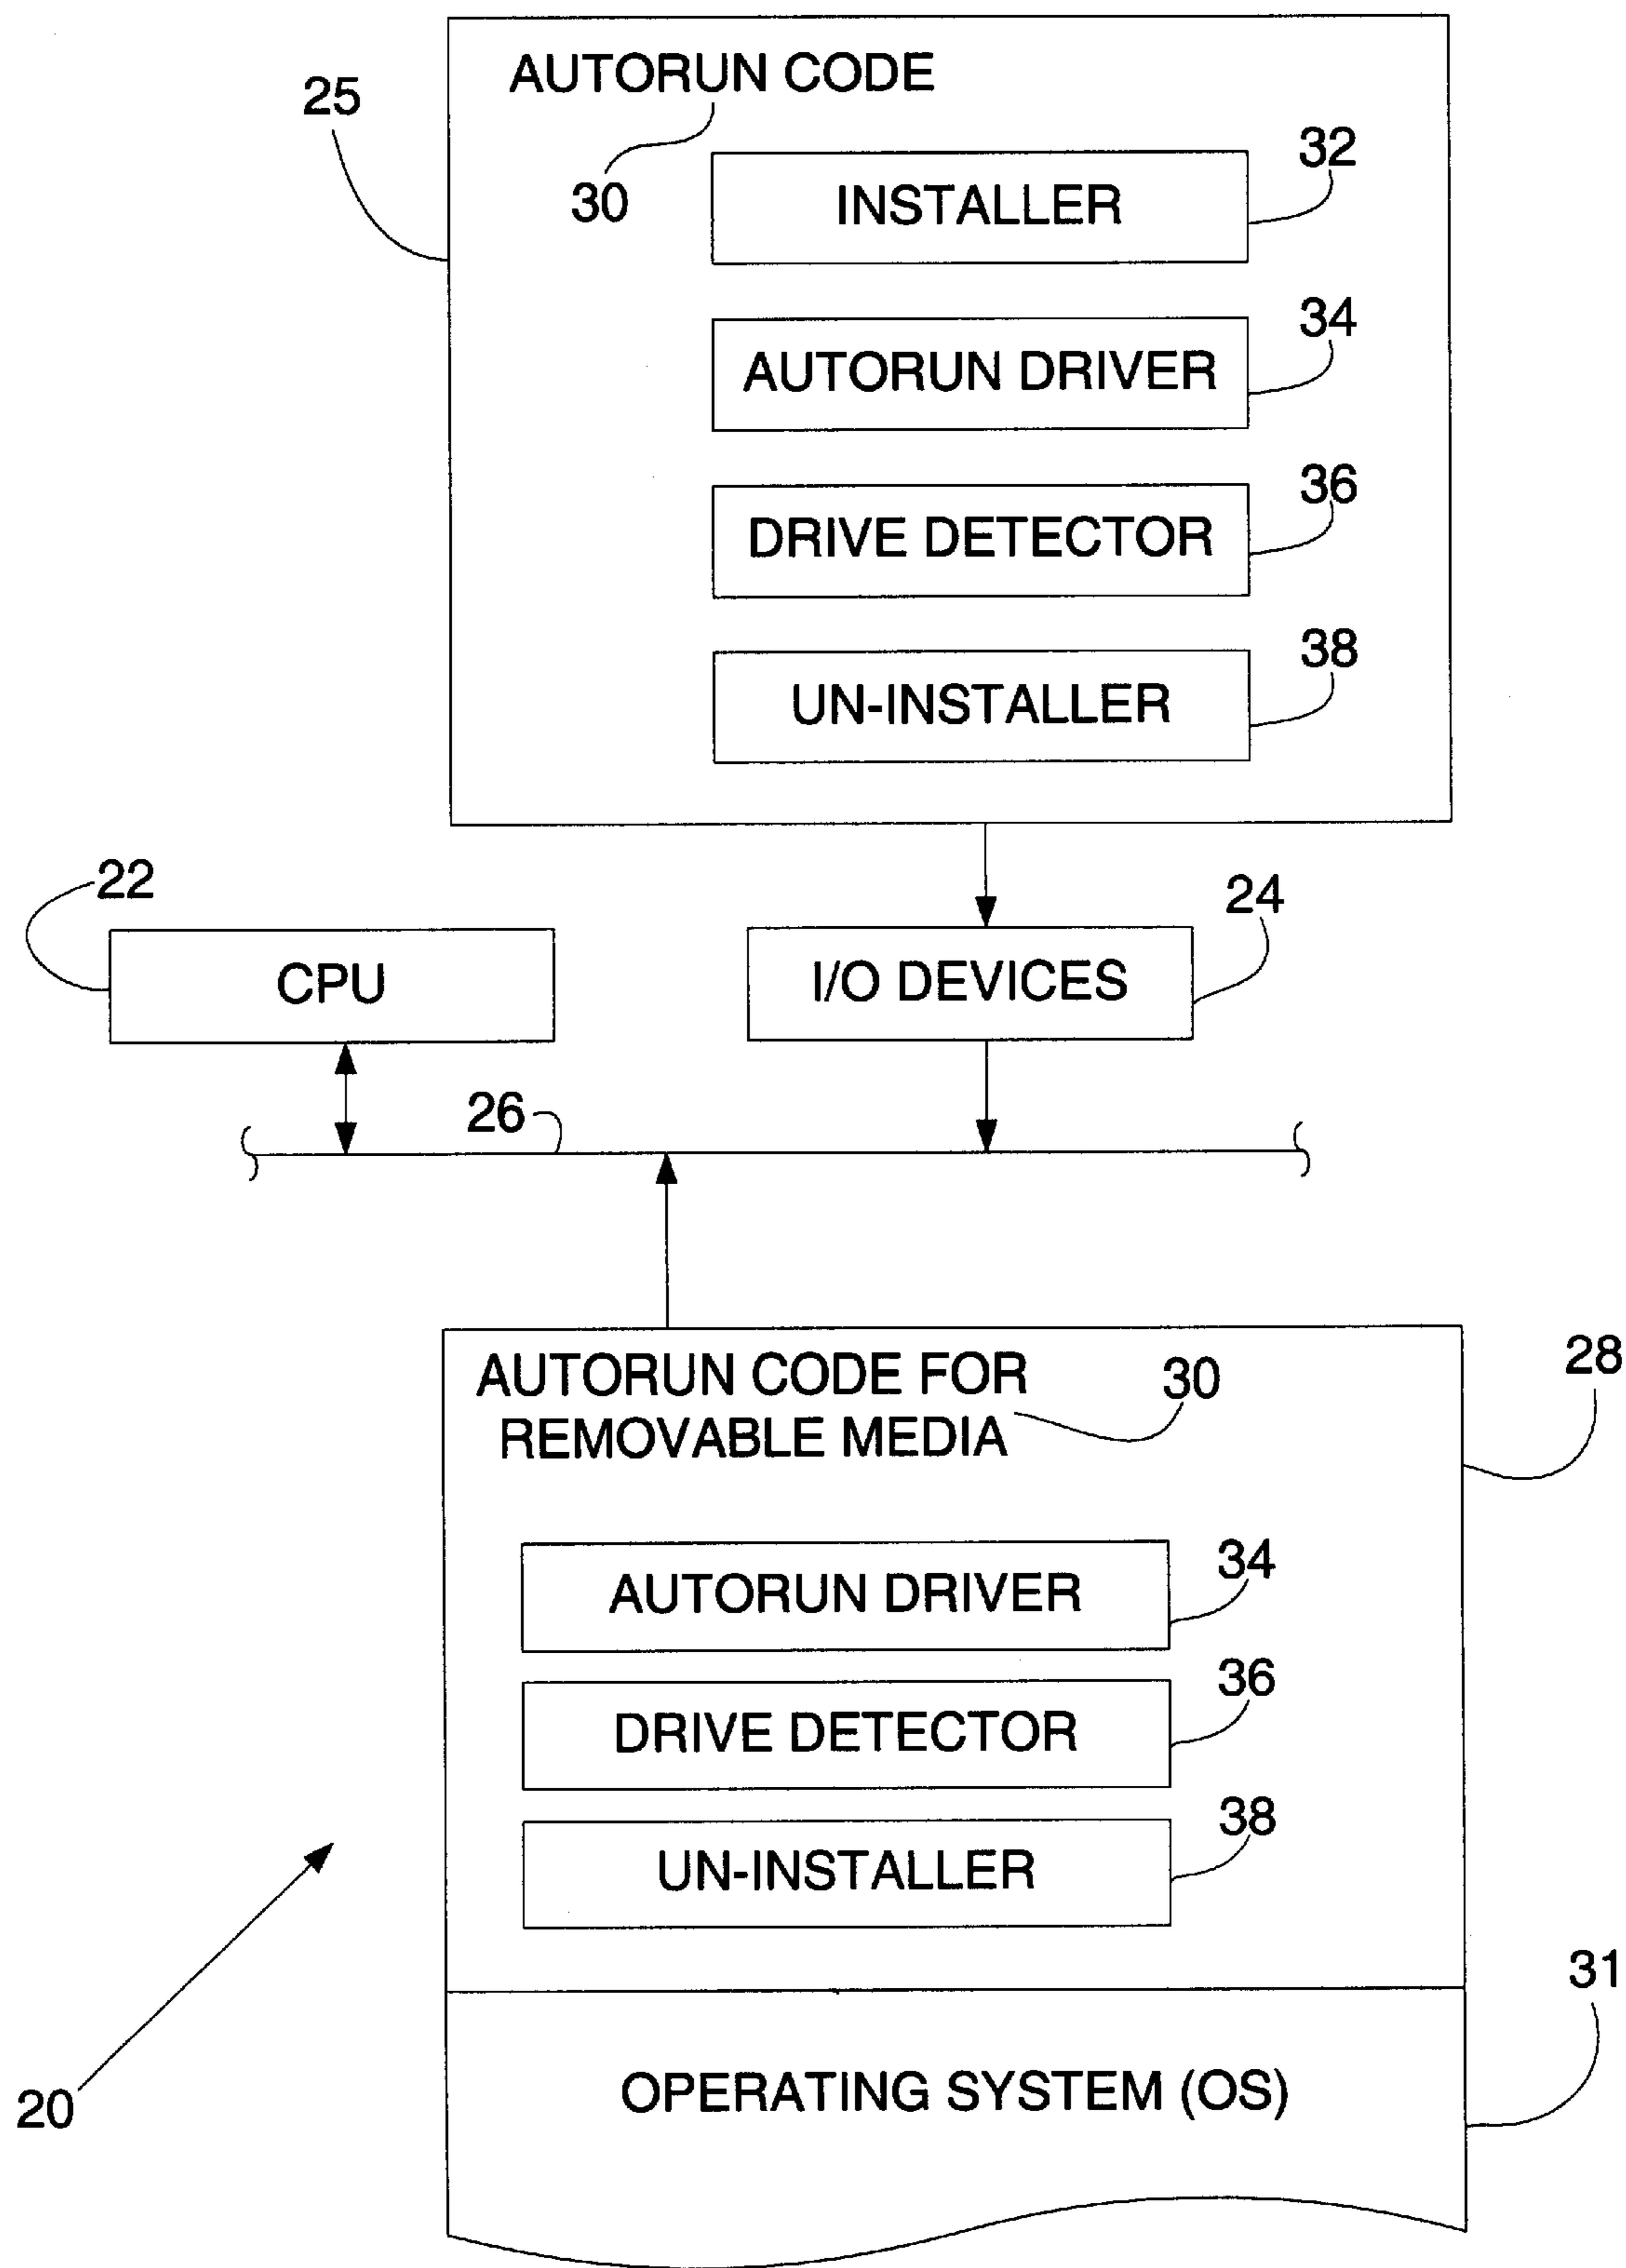 AUTORUN CODE
25
30
32
INSTALLER
34
AUTORUN DRIVER
36
DRIVE DETECTOR
38
UN-INSTALLER
22
CPU
24
I/O DEVICES
26
AUTORUN CODE FOR
REMOVABLE MEDIA
30
28
34
AUTORUN DRIVER
36
DRIVE DETECTOR
38
UN-INSTALLER
31
OPERATING SYSTEM (OS)
20